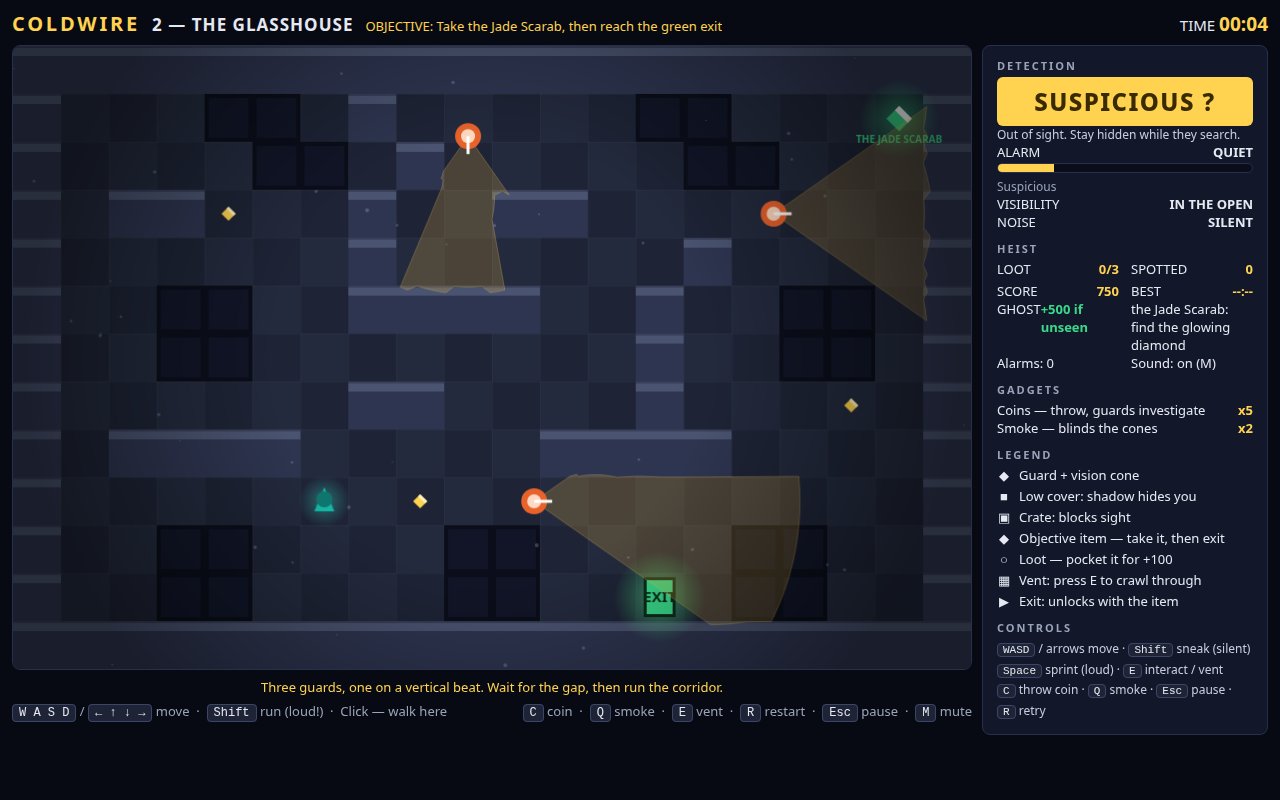 COLDWIRE 2 — THE GLASSHOUSE OBJECTIVE: Take the Jade Scarab, then reach the green exit TIME 00:04
THE JADE SCARAB
EXIT
Three guards, one on a vertical beat. Wait for the gap, then run the corridor.
W A S D / ← ↑ ↓ → move · Shift run (loud!) · Click — walk here C coin · Q smoke · E vent · R restart · Esc pause · M mute
DETECTION
SUSPICIOUS ?
Out of sight. Stay hidden while they search.
ALARM QUIET
Suspicious
VISIBILITY IN THE OPEN
NOISE SILENT
HEIST
LOOT 0/3 SPOTTED 0
SCORE 750 BEST --:--
GHOST +500 if unseen the Jade Scarab: find the glowing diamond
Alarms: 0 Sound: on (M)
GADGETS
Coins — throw, guards investigate x5
Smoke — blinds the cones x2
LEGEND
◆ Guard + vision cone
■ Low cover: shadow hides you
▣ Crate: blocks sight
◆ Objective item — take it, then exit
○ Loot — pocket it for +100
▦ Vent: press E to crawl through
▶ Exit: unlocks with the item
CONTROLS
WASD / arrows move · Shift sneak (silent)
Space sprint (loud) · E interact / vent
C throw coin · Q smoke · Esc pause ·
R retry